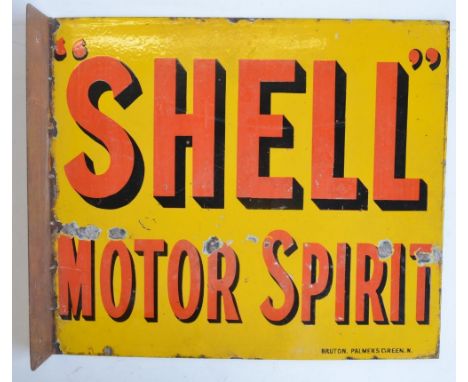 "SHELL"
MOTOR SPIRIT
BRUTON. PALMERS GREEN. N.